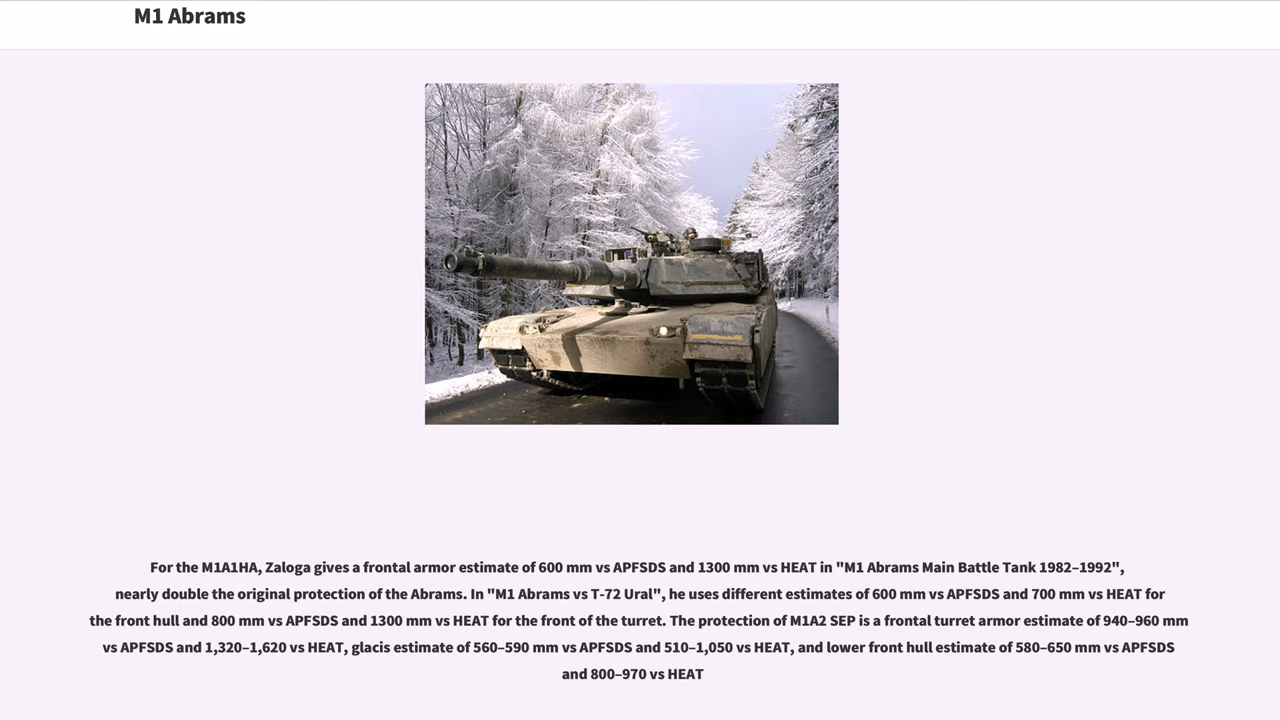 M1 Abrams
For the M1A1HA, Zaloga gives a frontal armor estimate of 600 mm vs APFSDS and 1300 mm vs HEAT in "M1 Abrams Main Battle Tank 1982–1992",
nearly double the original protection of the Abrams. In "M1 Abrams vs T-72 Ural", he uses different estimates of 600 mm vs APFSDS and 700 mm vs HEAT for
the front hull and 800 mm vs APFSDS and 1300 mm vs HEAT for the front of the turret. The protection of M1A2 SEP is a frontal turret armor estimate of 940–960 mm
vs APFSDS and 1,320–1,620 vs HEAT, glacis estimate of 560–590 mm vs APFSDS and 510–1,050 vs HEAT, and lower front hull estimate of 580–650 mm vs APFSDS
and 800–970 vs HEAT